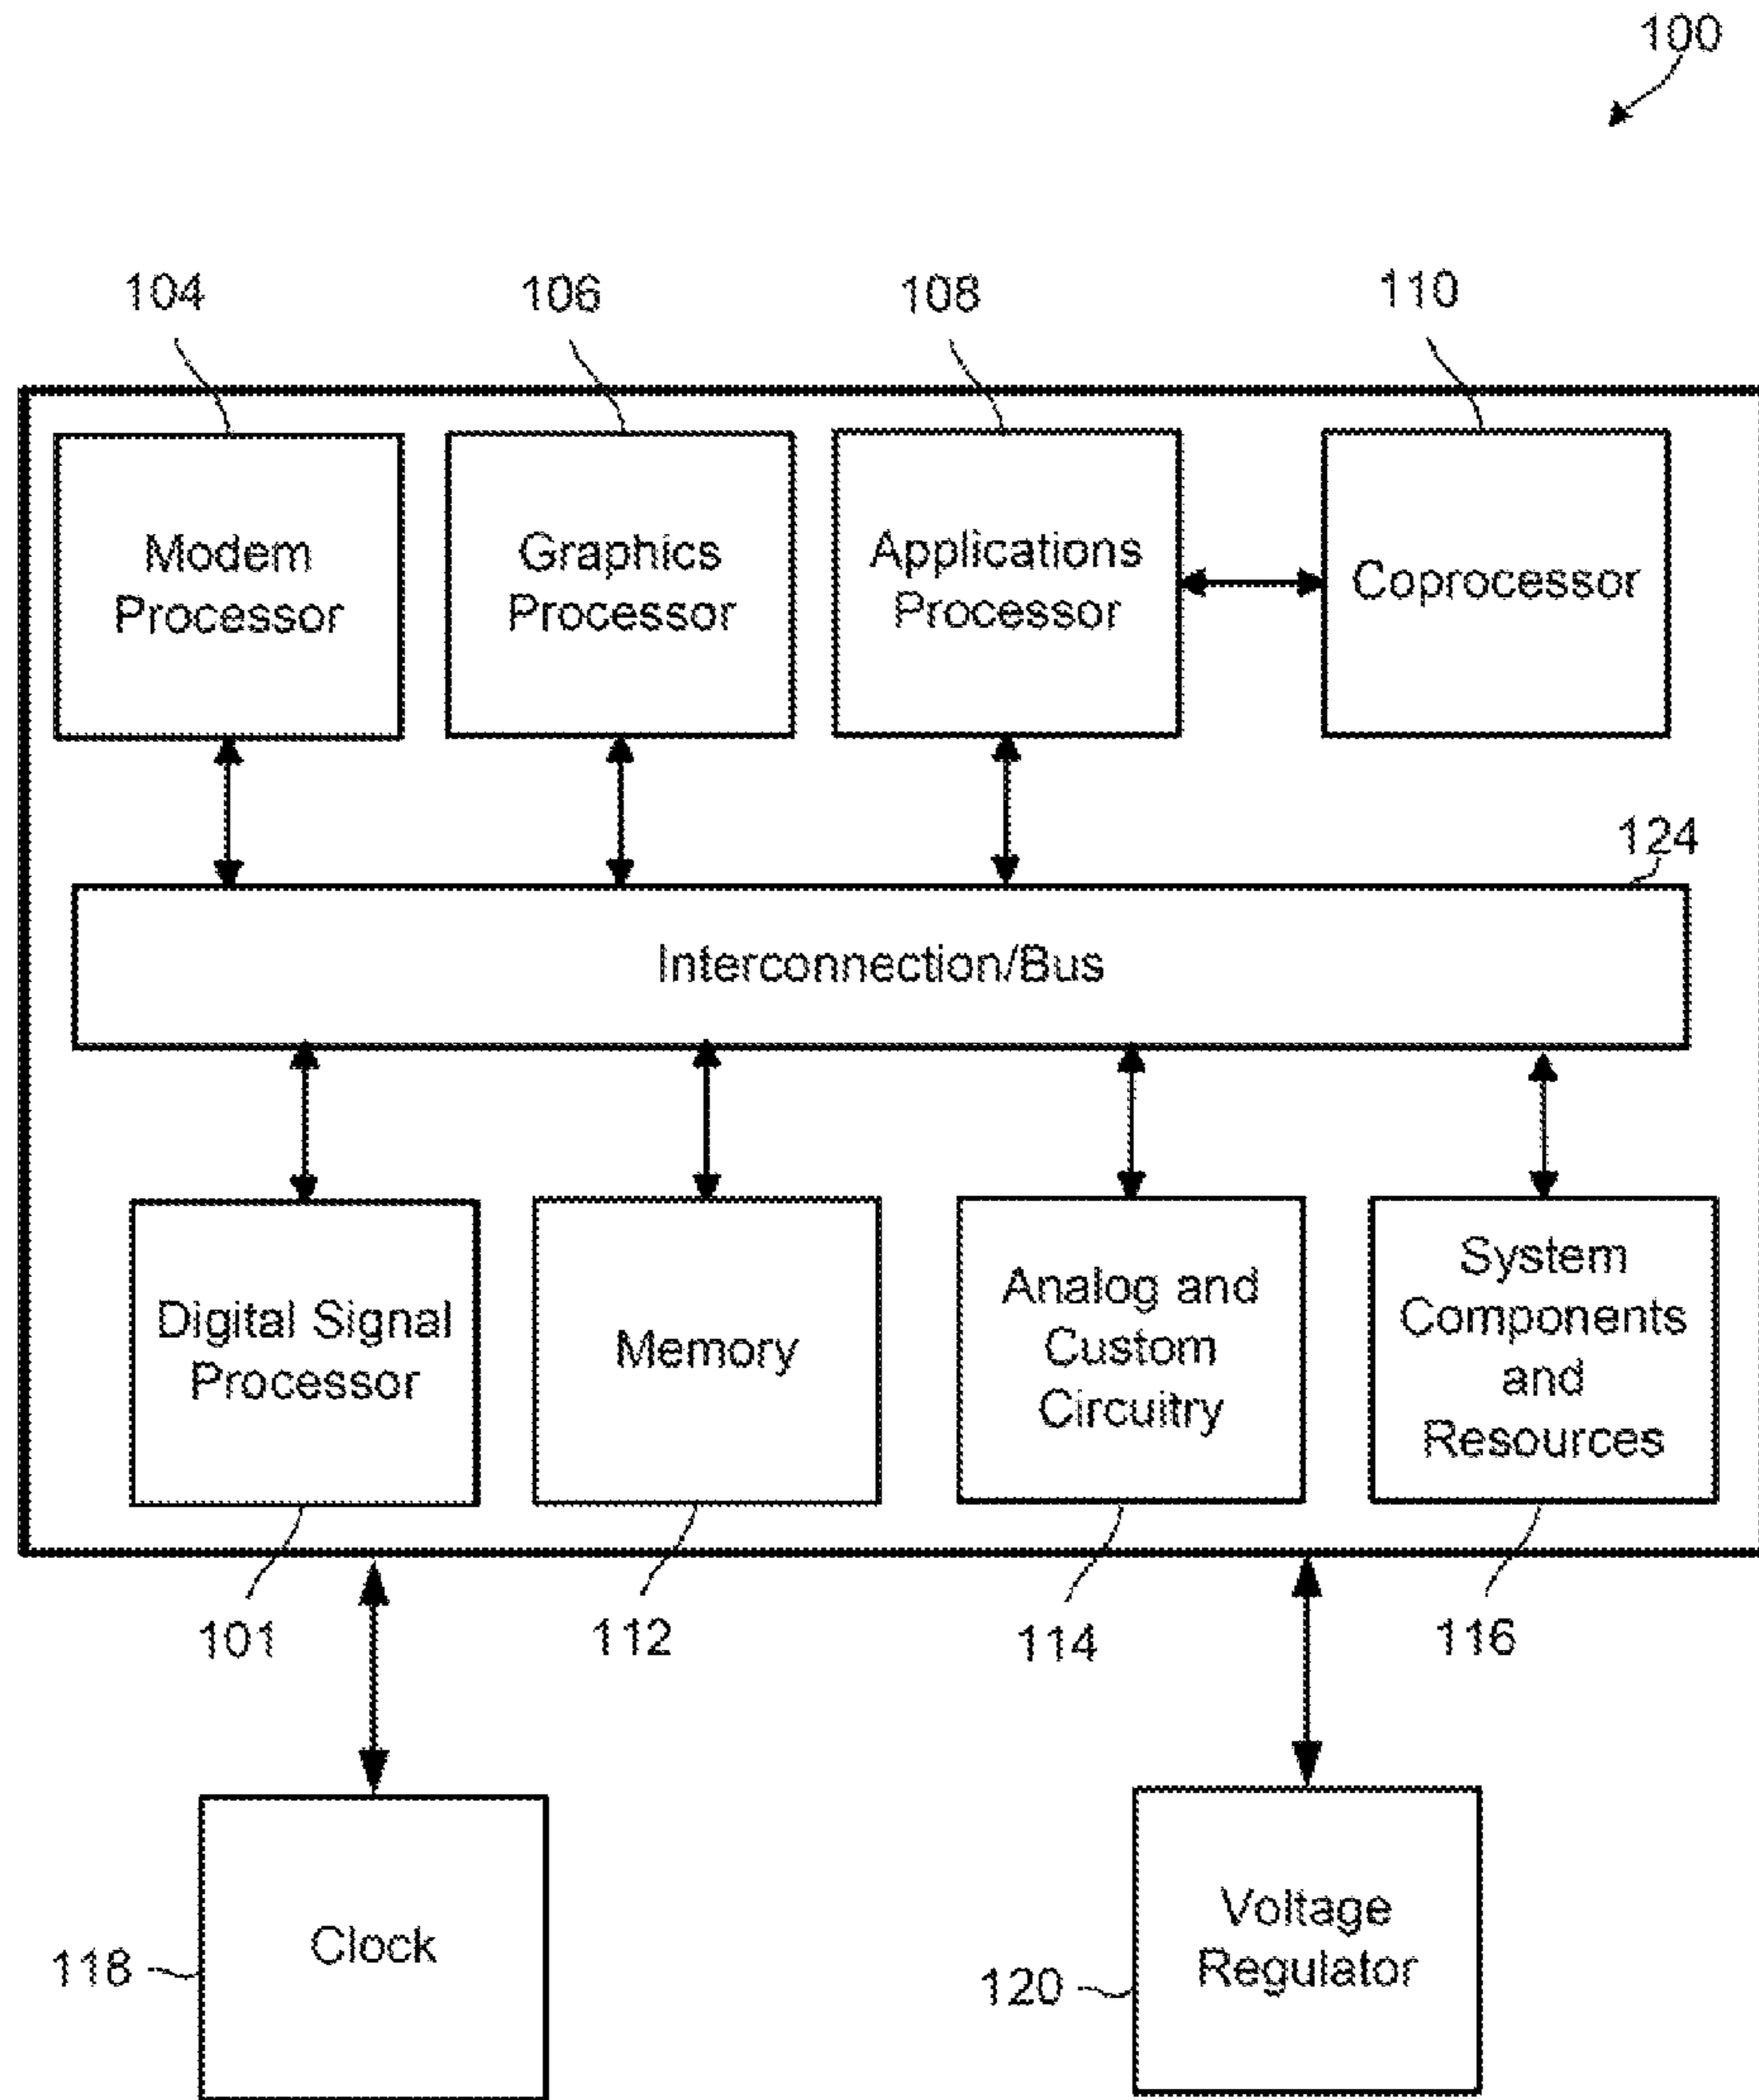 100
104
106
108
110
Modem
Processor
Graphics
Processor
Applications
Processor
Coprocessor
124
Interconnection/Bus
Digital Signal
Processor
Memory
Analog and
Custom
Circuitry
System
Components
and
Resources
101
112
114
116
118
Clock
120
Voltage
Regulator